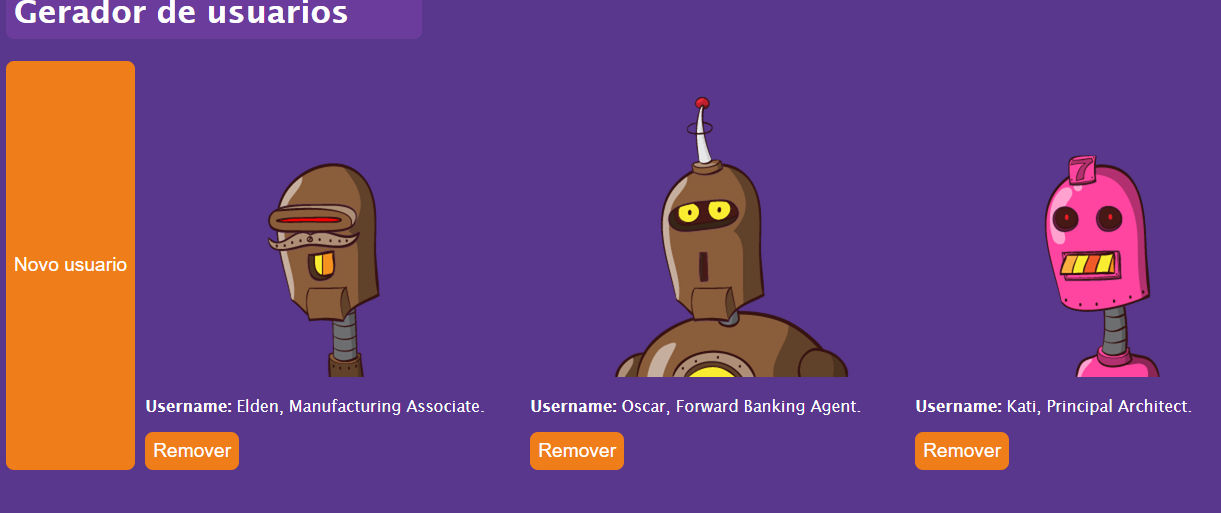 Gerador de usuarios
Novo usuario
7
Username: Elden, Manufacturing Associate.
Remover
Username: Oscar, Forward Banking Agent.
Remover
Username: Kati, Principal Architect.
Remover